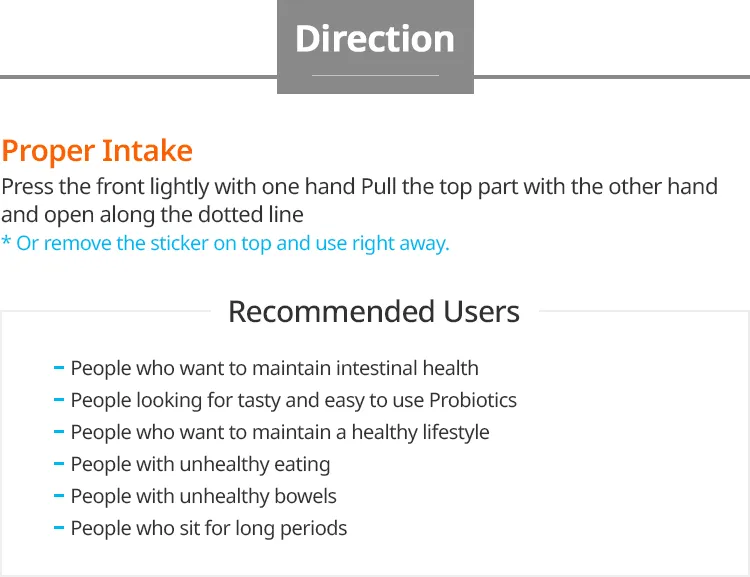 Direction
Proper Intake
Press the front lightly with one hand Pull the top part with the other hand
and open along the dotted line
* Or remove the sticker on top and use right away.
Recommended Users
- People who want to maintain intestinal health
- People looking for tasty and easy to use Probiotics
- People who want to maintain a healthy lifestyle
- People with unhealthy eating
- People with unhealthy bowels
- People who sit for long periods